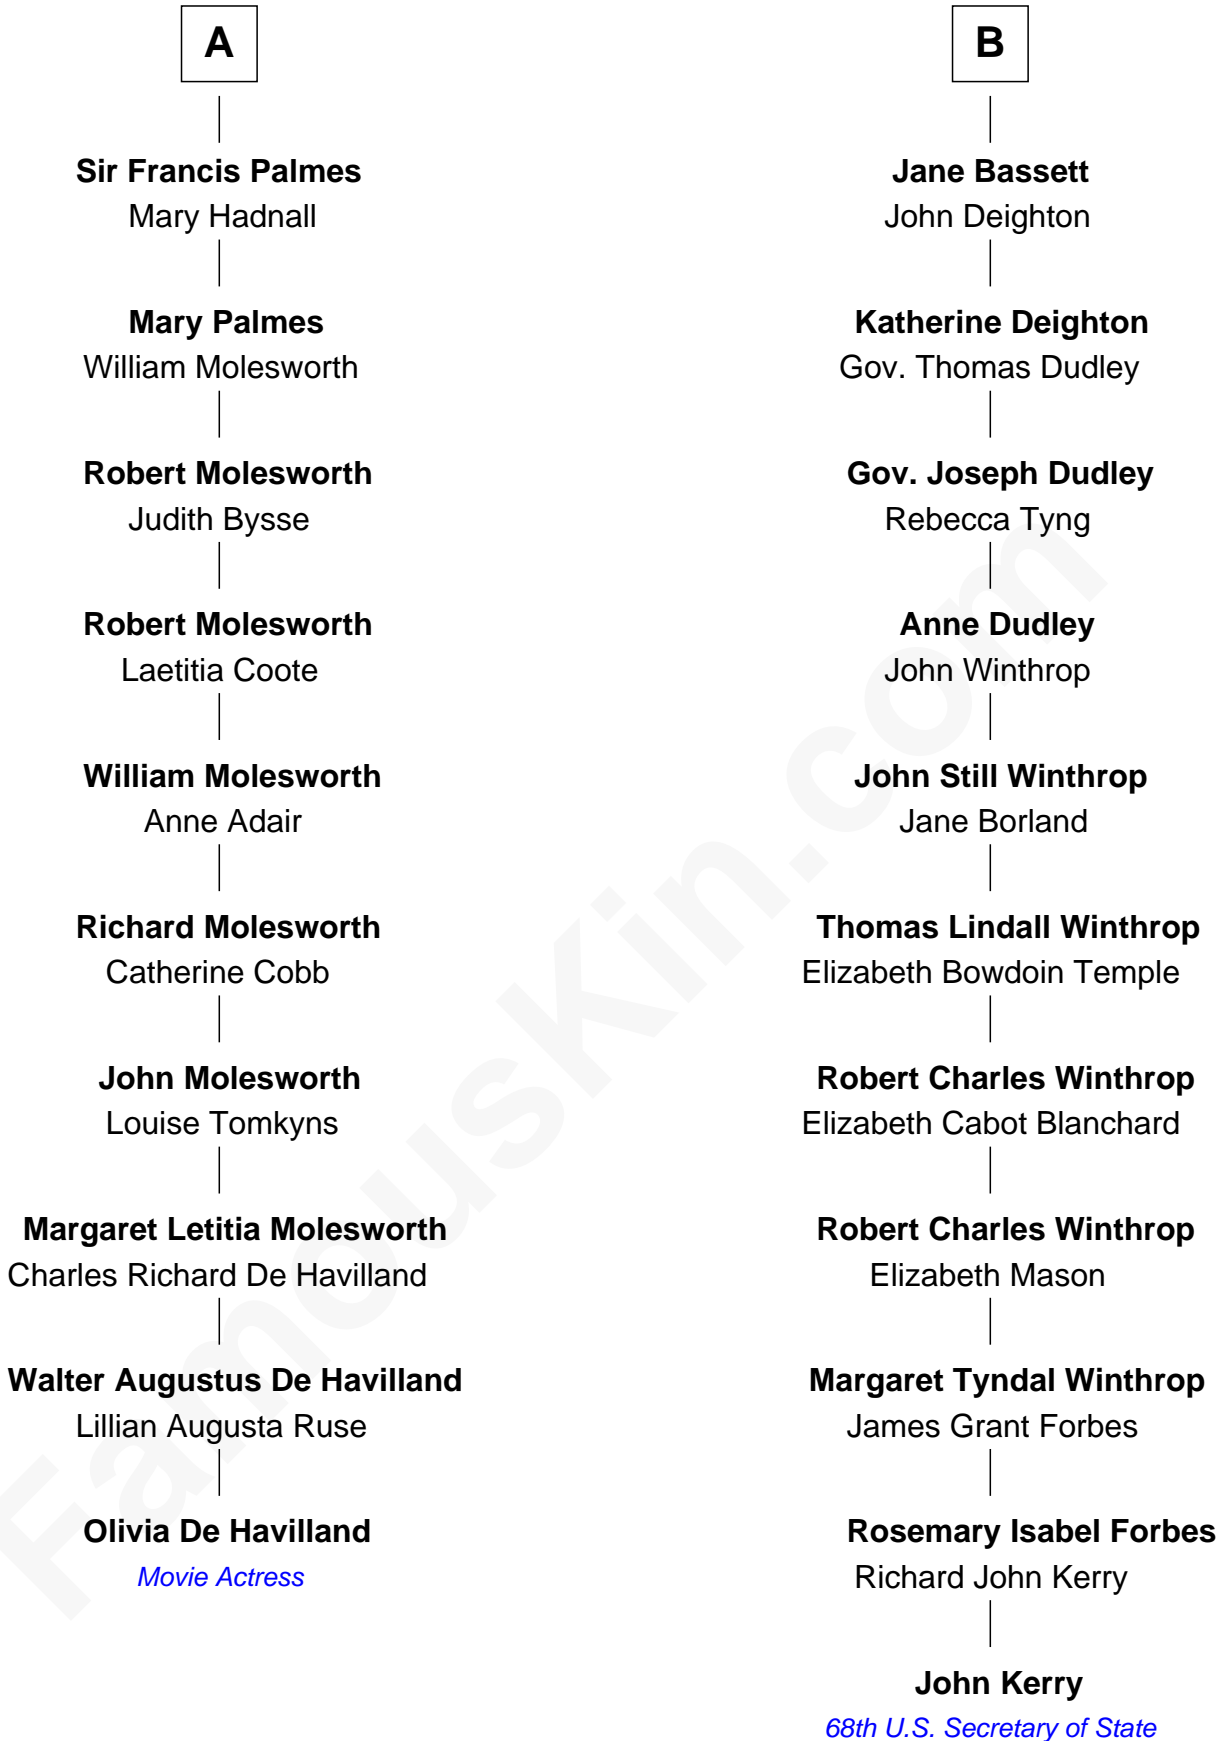 A
Sir Francis Palmes
Mary Hadnall
Mary Palmes
William Molesworth
Robert Molesworth
Judith Bysse
Robert Molesworth
Laetitia Coote
William Molesworth
Anne Adair
Richard Molesworth
Catherine Cobb
John Molesworth
Louise Tomkyns
Margaret Letitia Molesworth
Charles Richard De Havilland
Walter Augustus De Havilland
Lillian Augusta Ruse
Olivia De Havilland
Movie Actress
B
Jane Bassett
John Deighton
Katherine Deighton
Gov. Thomas Dudley
Gov. Joseph Dudley
Rebecca Tyng
Anne Dudley
John Winthrop
John Still Winthrop
Jane Borland
Thomas Lindall Winthrop
Elizabeth Bowdoin Temple
Robert Charles Winthrop
Elizabeth Cabot Blanchard
Robert Charles Winthrop
Elizabeth Mason
Margaret Tyndal Winthrop
James Grant Forbes
Rosemary Isabel Forbes
Richard John Kerry
John Kerry
68th U.S. Secretary of State
FamousKin.com